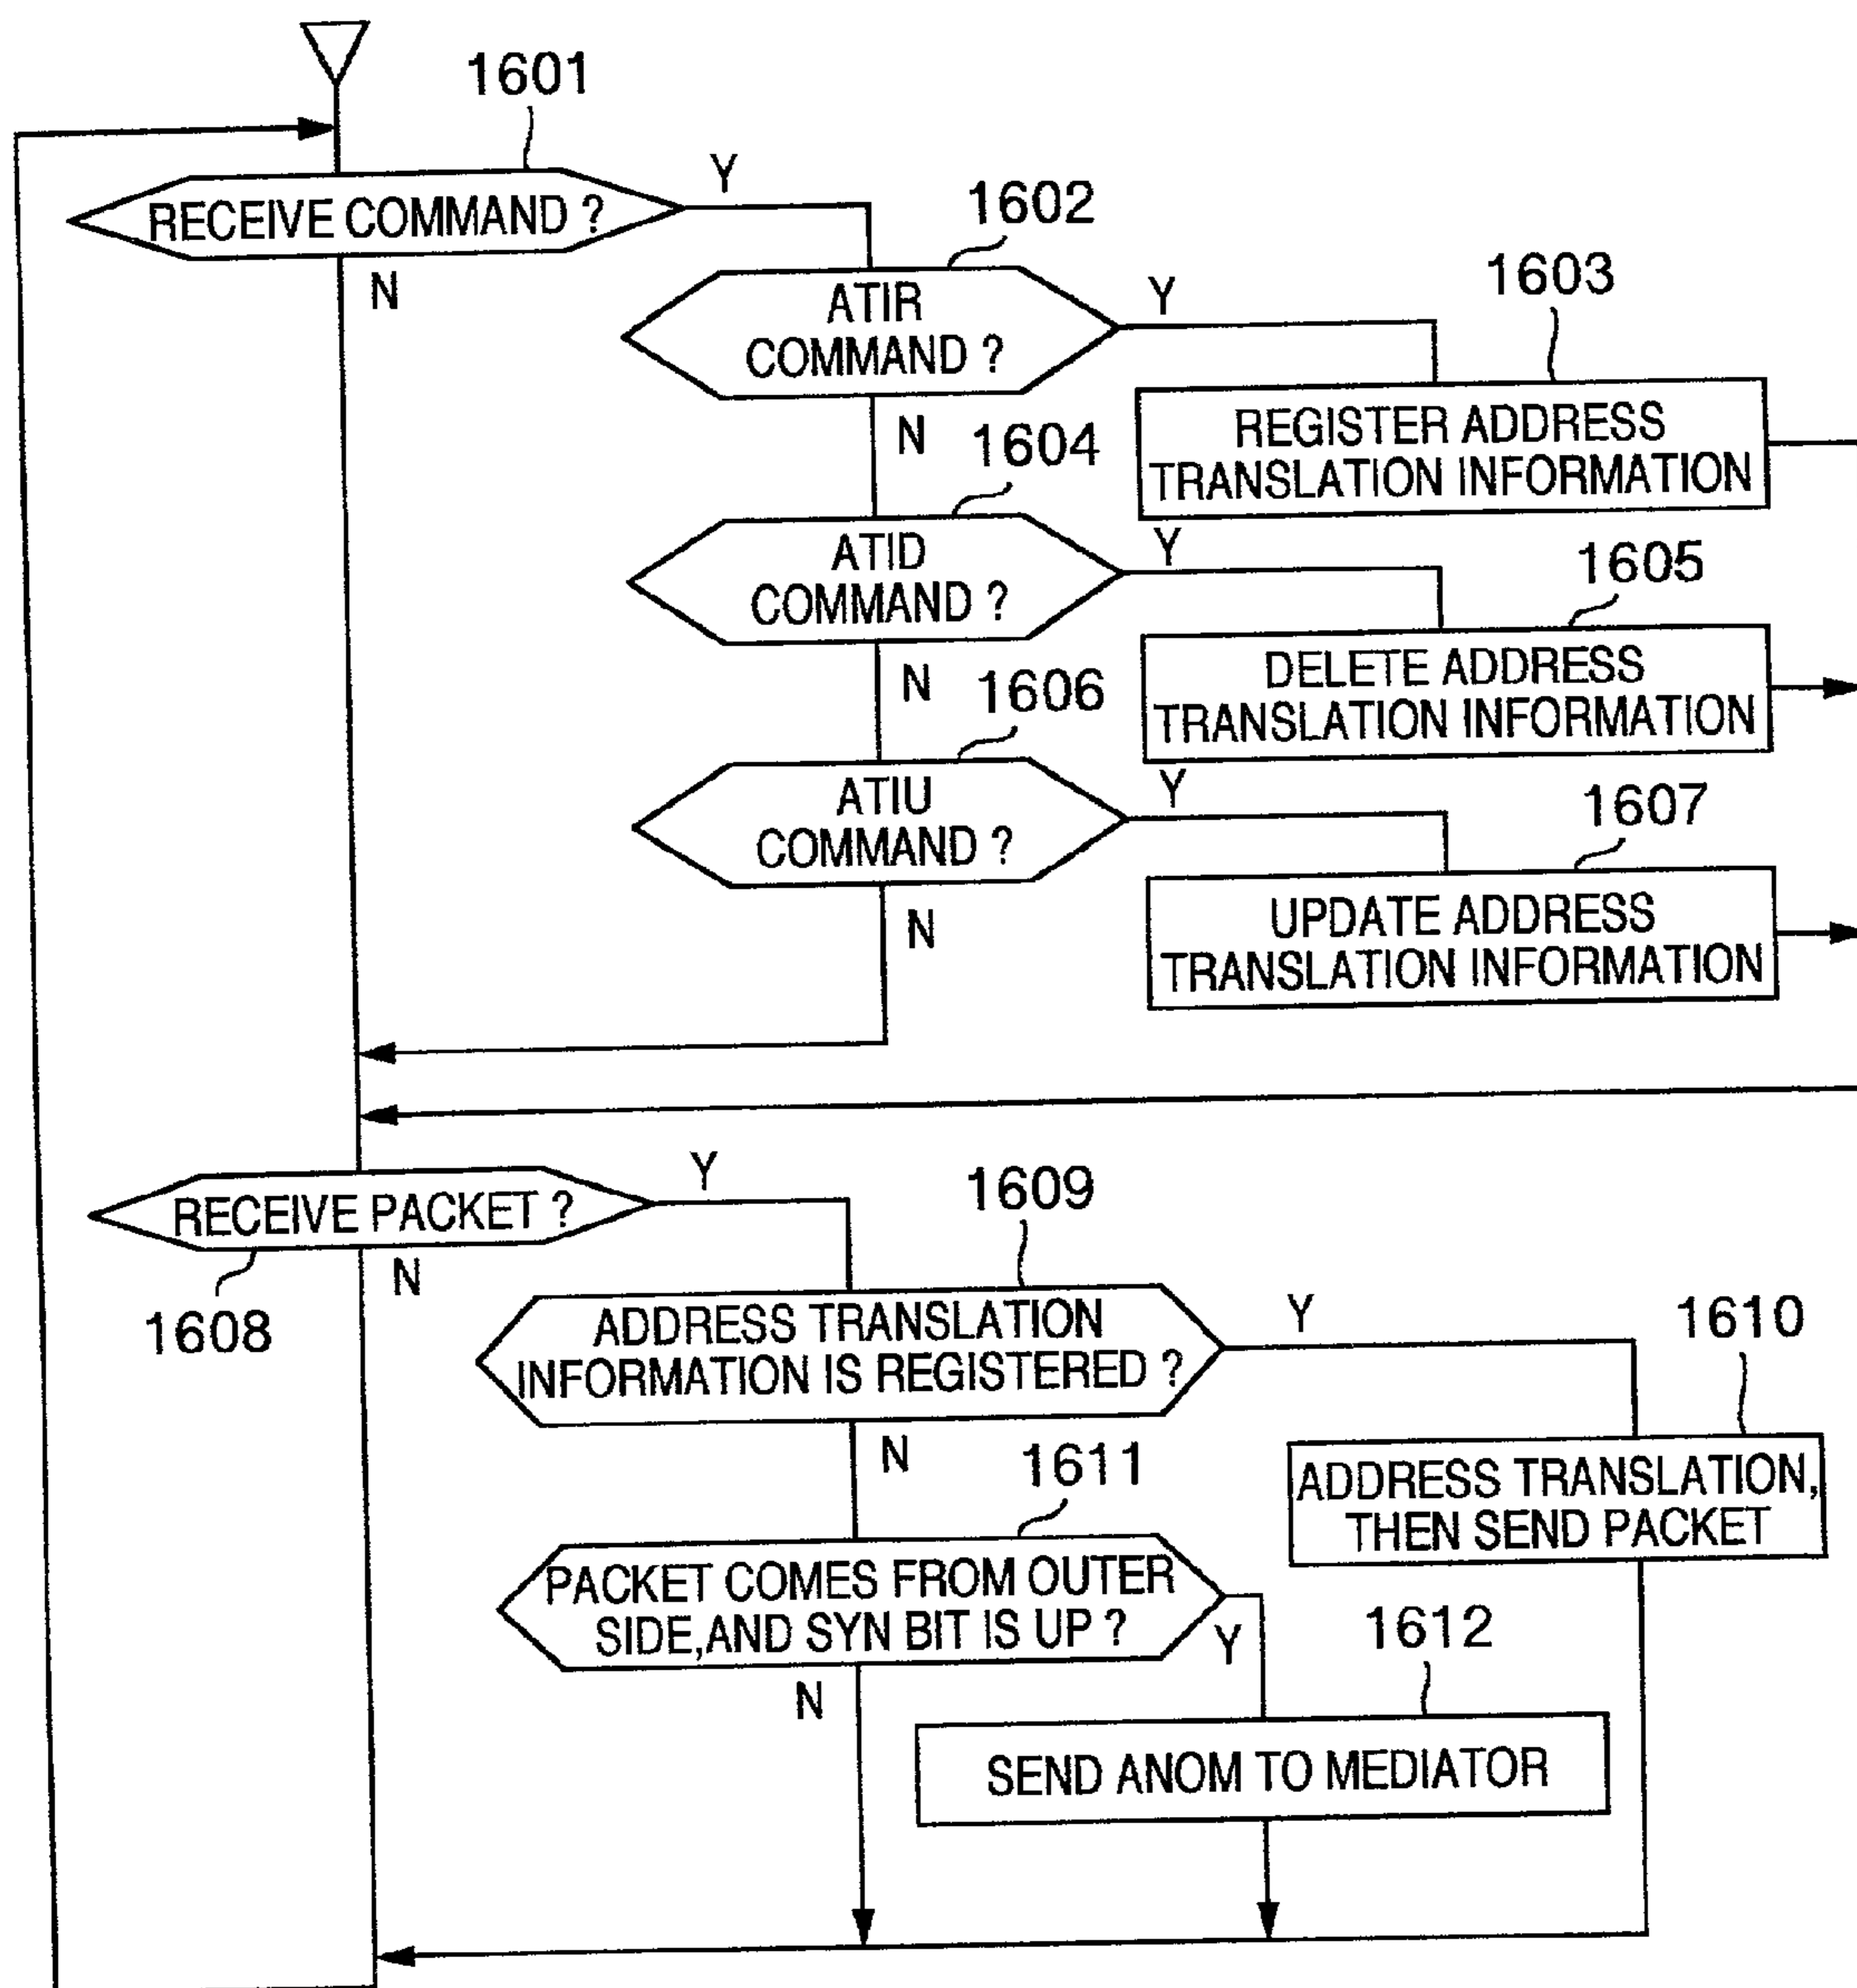 1601
Y
RECEIVE COMMAND ?
N
1602
ATIR
COMMAND ?
Y
1603
REGISTER ADDRESS
TRANSLATION INFORMATION
N
1604
ATID
COMMAND ?
Y
1605
DELETE ADDRESS
TRANSLATION INFORMATION
N
1606
ATIU
COMMAND ?
Y
1607
UPDATE ADDRESS
TRANSLATION INFORMATION
N
RECEIVE PACKET ?
Y
N
1608
1609
ADDRESS TRANSLATION
INFORMATION IS REGISTERED ?
Y
1610
ADDRESS TRANSLATION,
THEN SEND PACKET
N
1611
PACKET COMES FROM OUTER
SIDE,AND SYN BIT IS UP ?
Y
N
1612
SEND ANOM TO MEDIATOR